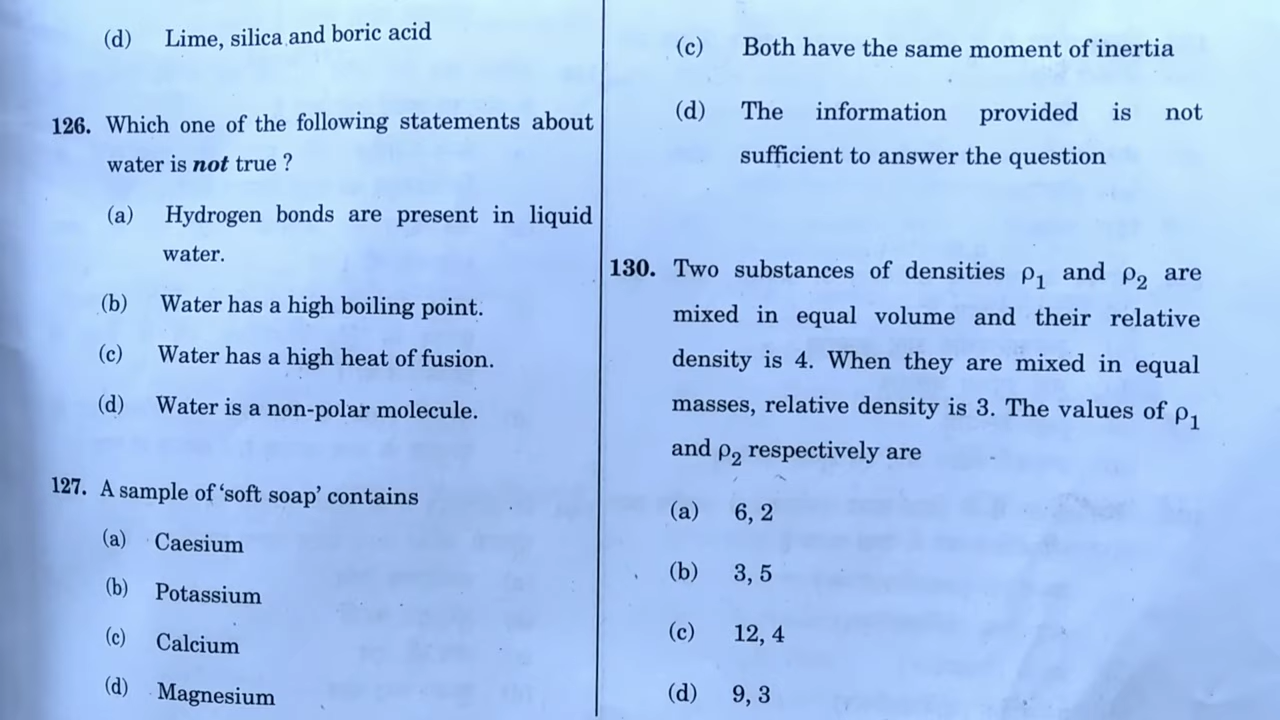 (d) Lime, silica and boric acid
126. Which one of the following statements about
water is not true ?
(a) Hydrogen bonds are present in liquid
water.
(b) Water has a high boiling point.
(c) Water has a high heat of fusion.
(d) Water is a non-polar molecule.
127. A sample of ‘soft soap’ contains
(a) Caesium
(b) Potassium
(c) Calcium
(d) Magnesium
(c) Both have the same moment of inertia
(d) The information provided is not
sufficient to answer the question
130. Two substances of densities ρ₁ and ρ₂ are
mixed in equal volume and their relative
density is 4. When they are mixed in equal
masses, relative density is 3. The values of ρ₁
and ρ₂ respectively are
(a) 6, 2
(b) 3, 5
(c) 12, 4
(d) 9, 3